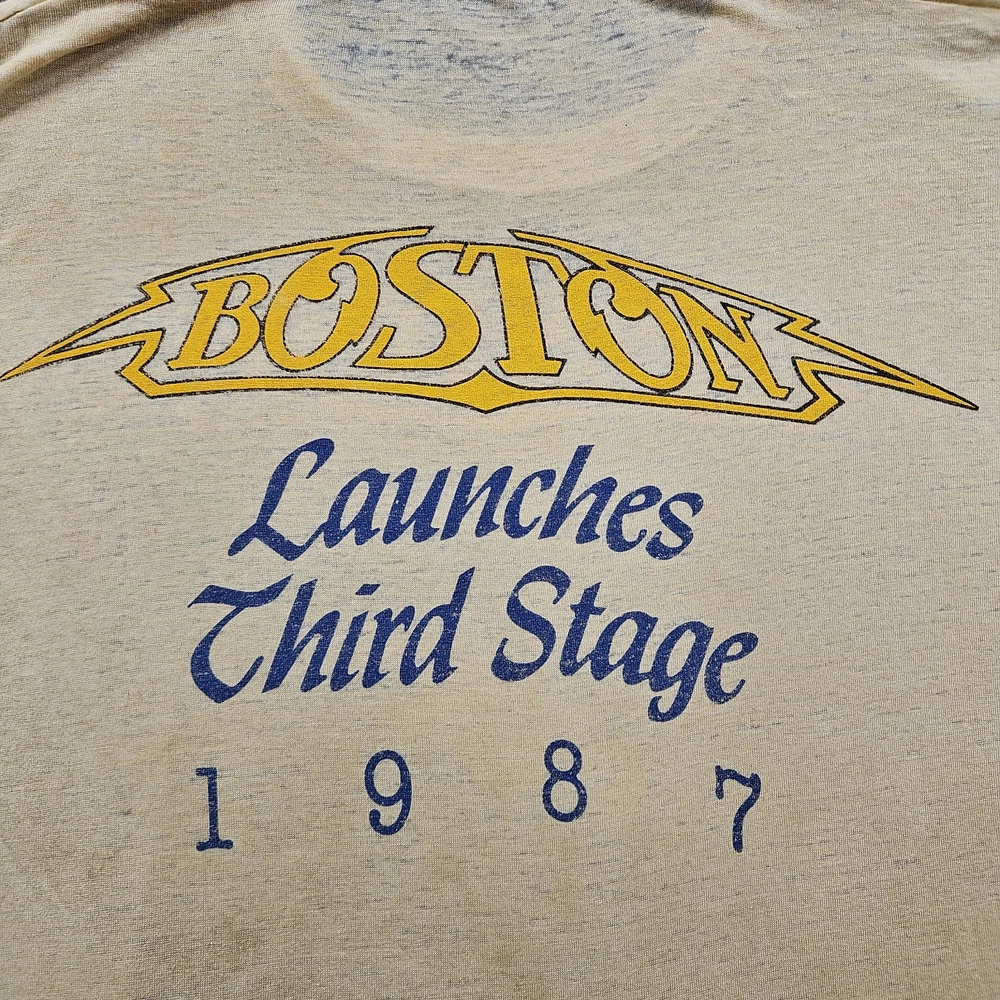 BOSTON
Launches
Third Stage
1987